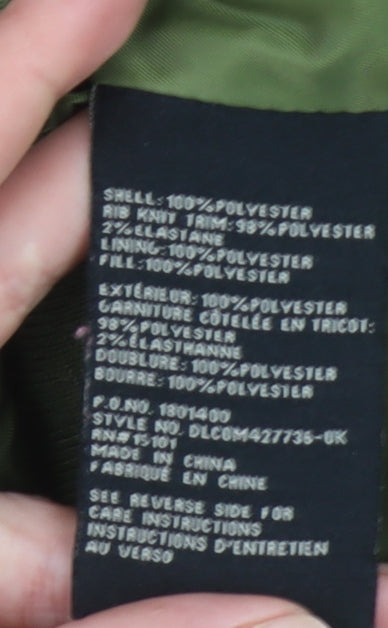 SHELL:100%POLYESTER
RIB KNIT TRIM:98%POLYESTER
2%ELASTANE
LINING:100%POLYESTER
FILL:100%POLYESTER
EXTÉRIEUR:100%POLYESTER
GARNITURE CÔTELÉE EN TRICOT:
98%POLYESTER
2%ÉLASTHANNE
DOUBLURE:100%POLYESTER
BOURRE:100%POLYESTER
P.O.NO. 1801400
STYLE NO. DLCOM427736-OK
RN#15101
MADE IN CHINA
FABRIQUÉ EN CHINE
SEE REVERSE SIDE FOR
CARE INSTRUCTIONS
INSTRUCTIONS D'ENTRETIEN
AU VERSO